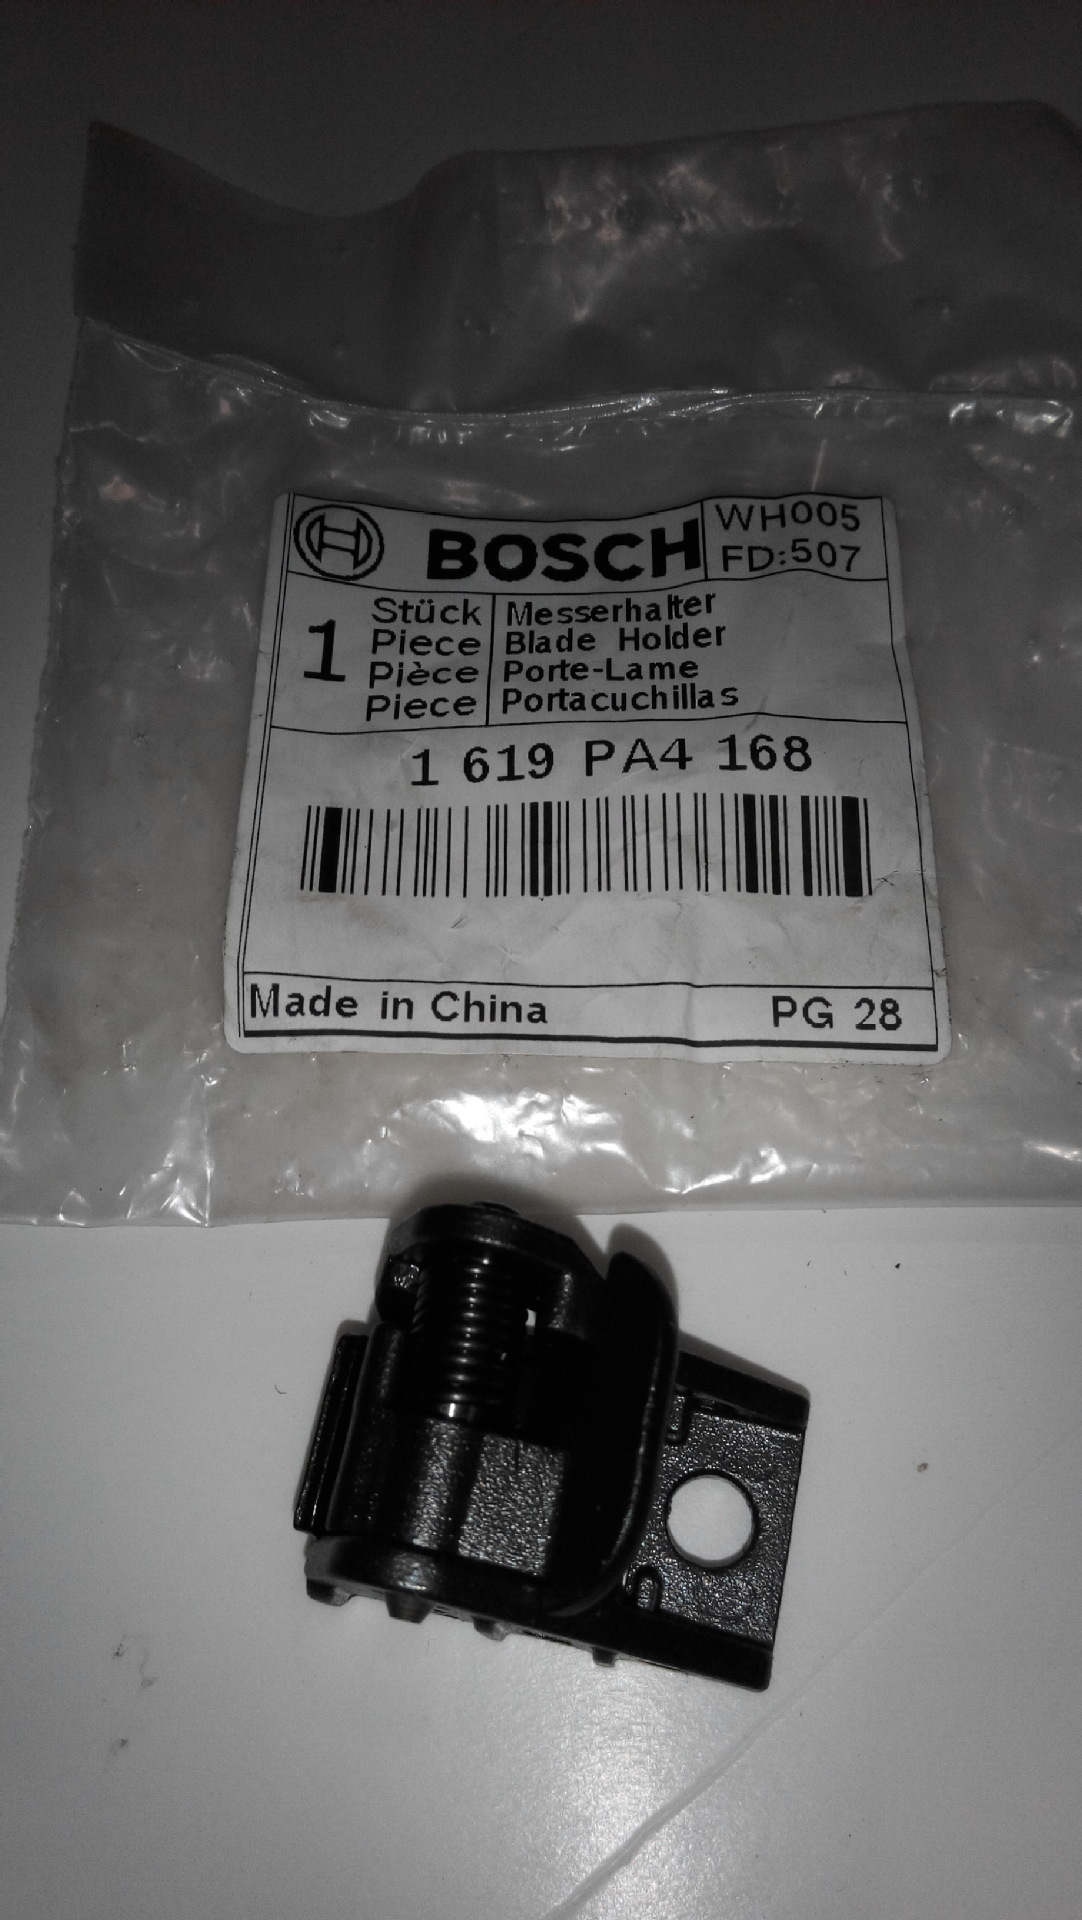 BOSCH
WH005
FD:507
1
Stück
Piece
Pièce
Piece
Messerhalter
Blade Holder
Porte-Lame
Portacuchillas
1 619 PA4 168
Made in China
PG 28